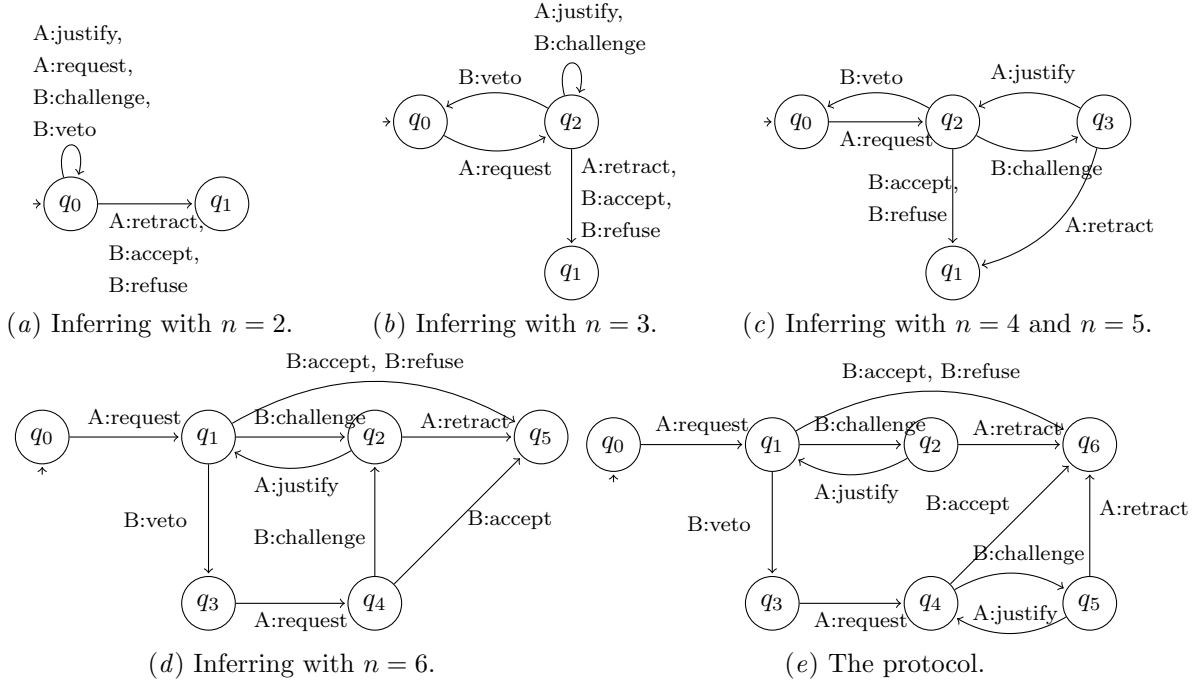 A:justify,
A:request,
B:challenge,
B:veto
q0
q1
A:retract,
B:accept,
B:refuse
(a) Inferring with n = 2.
A:justify,
B:challenge
B:veto
q0
q2
A:request
A:retract,
B:accept,
B:refuse
q1
(b) Inferring with n = 3.
B:veto
A:justify
q0
q2
q3
A:request
B:challenge
B:accept,
B:refuse
A:retract
q1
(c) Inferring with n = 4 and n = 5.
B:accept, B:refuse
A:request
B:challenge
A:retract
q0
q1
q2
q5
A:justify
B:veto
B:challenge
B:accept
q3
q4
A:request
(d) Inferring with n = 6.
B:accept, B:refuse
A:request
B:challenge
A:retract
q0
q1
q2
q6
A:justify
B:accept
B:veto
A:retract
B:challenge
q3
q4
q5
A:request
A:justify
(e) The protocol.